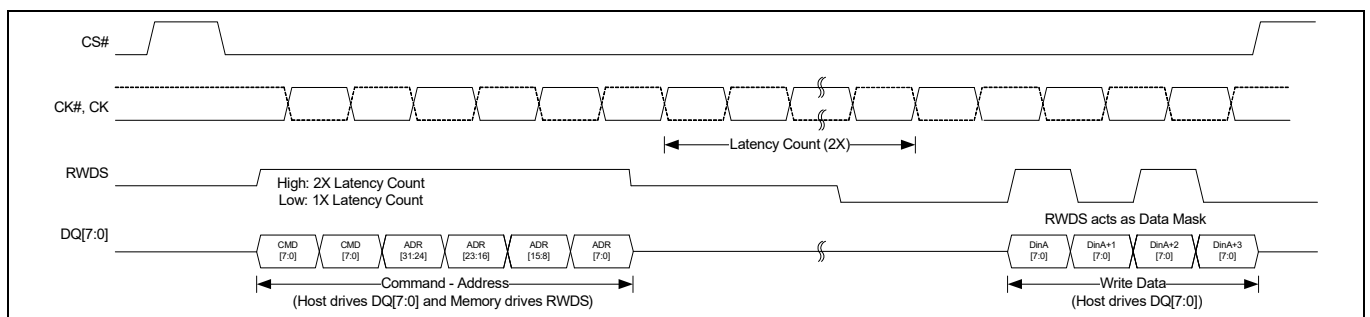 CS#
CK#, CK
Latency Count (2X)
RWDS
High: 2X Latency Count
Low: 1X Latency Count
RWDS acts as Data Mask
DQ[7:0]
CMD
[7:0]
CMD
[7:0]
ADR
[31:24]
ADR
[23:16]
ADR
[15:8]
ADR
[7:0]
DinA
[7:0]
DinA+1
[7:0]
DinA+2
[7:0]
DinA+3
[7:0]
Command - Address
(Host drives DQ[7:0] and Memory drives RWDS)
Write Data
(Host drives DQ[7:0])